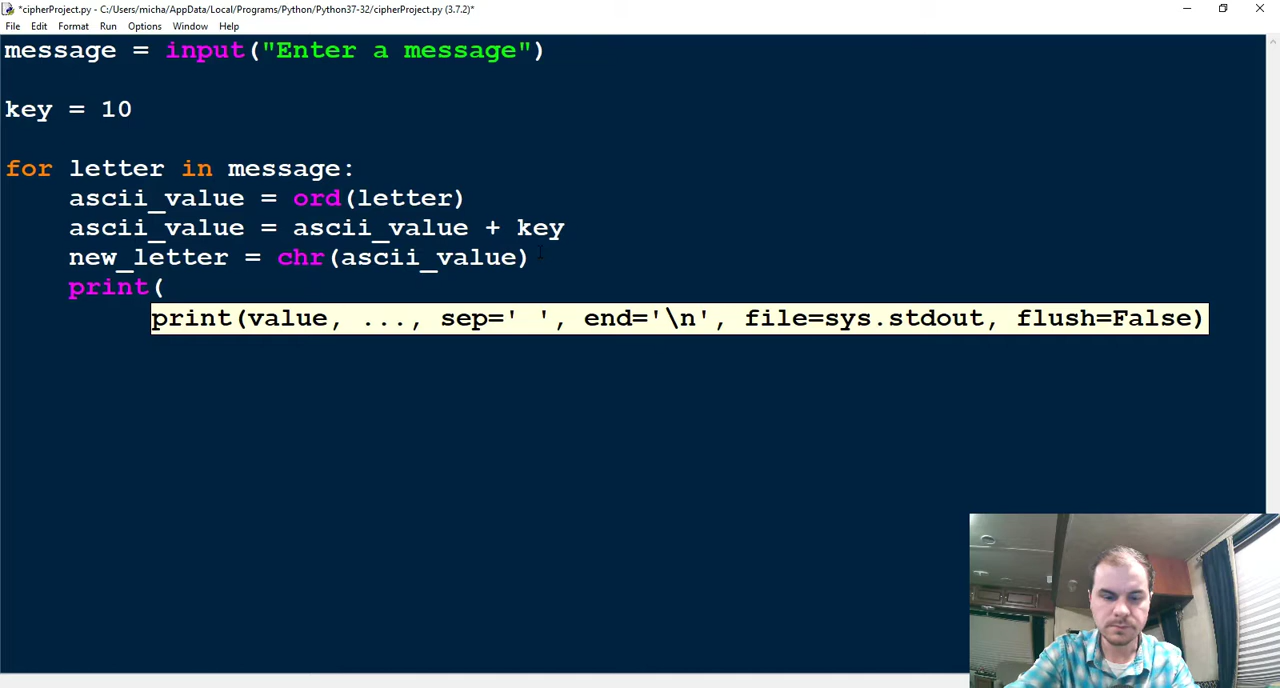 *cipherProject.py - C:/Users/micha/AppData/Local/Programs/Python/Python37-32/cipherProject.py (3.7.2)*
File Edit Format Run Options Window Help
message = input("Enter a message")
key = 10
for letter in message:
ascii_value = ord(letter)
ascii_value = ascii_value + key
new_letter = chr(ascii_value)
print(
print(value, ..., sep=' ', end='\n', file=sys.stdout, flush=False)